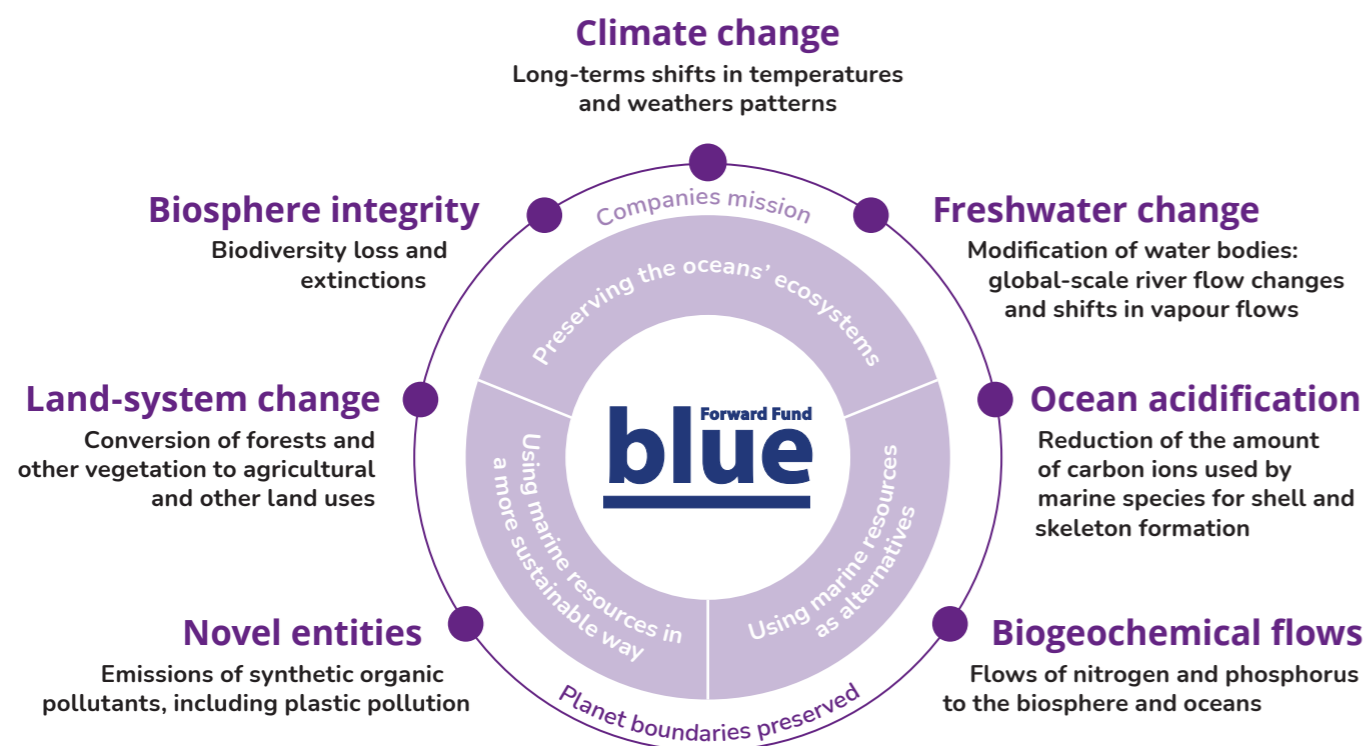 Climate change
Long-terms shifts in temperatures
and weathers patterns
Biosphere integrity
Biodiversity loss and
extinctions
Freshwater change
Modification of water bodies:
global-scale river flow changes
and shifts in vapour flows
Land-system change
Conversion of forests and
other vegetation to agricultural
and other land uses
Ocean acidification
Reduction of the amount
of carbon ions used by
marine species for shell and
skeleton formation
Novel entities
Emissions of synthetic organic
pollutants, including plastic pollution
Biogeochemical flows
Flows of nitrogen and phosphorus
to the biosphere and oceans
Companies mission
Preserving the oceans’ ecosystems
Using marine resources in
a more sustainable way
Using marine resources
as alternatives
Forward Fund
blue
Planet boundaries preserved